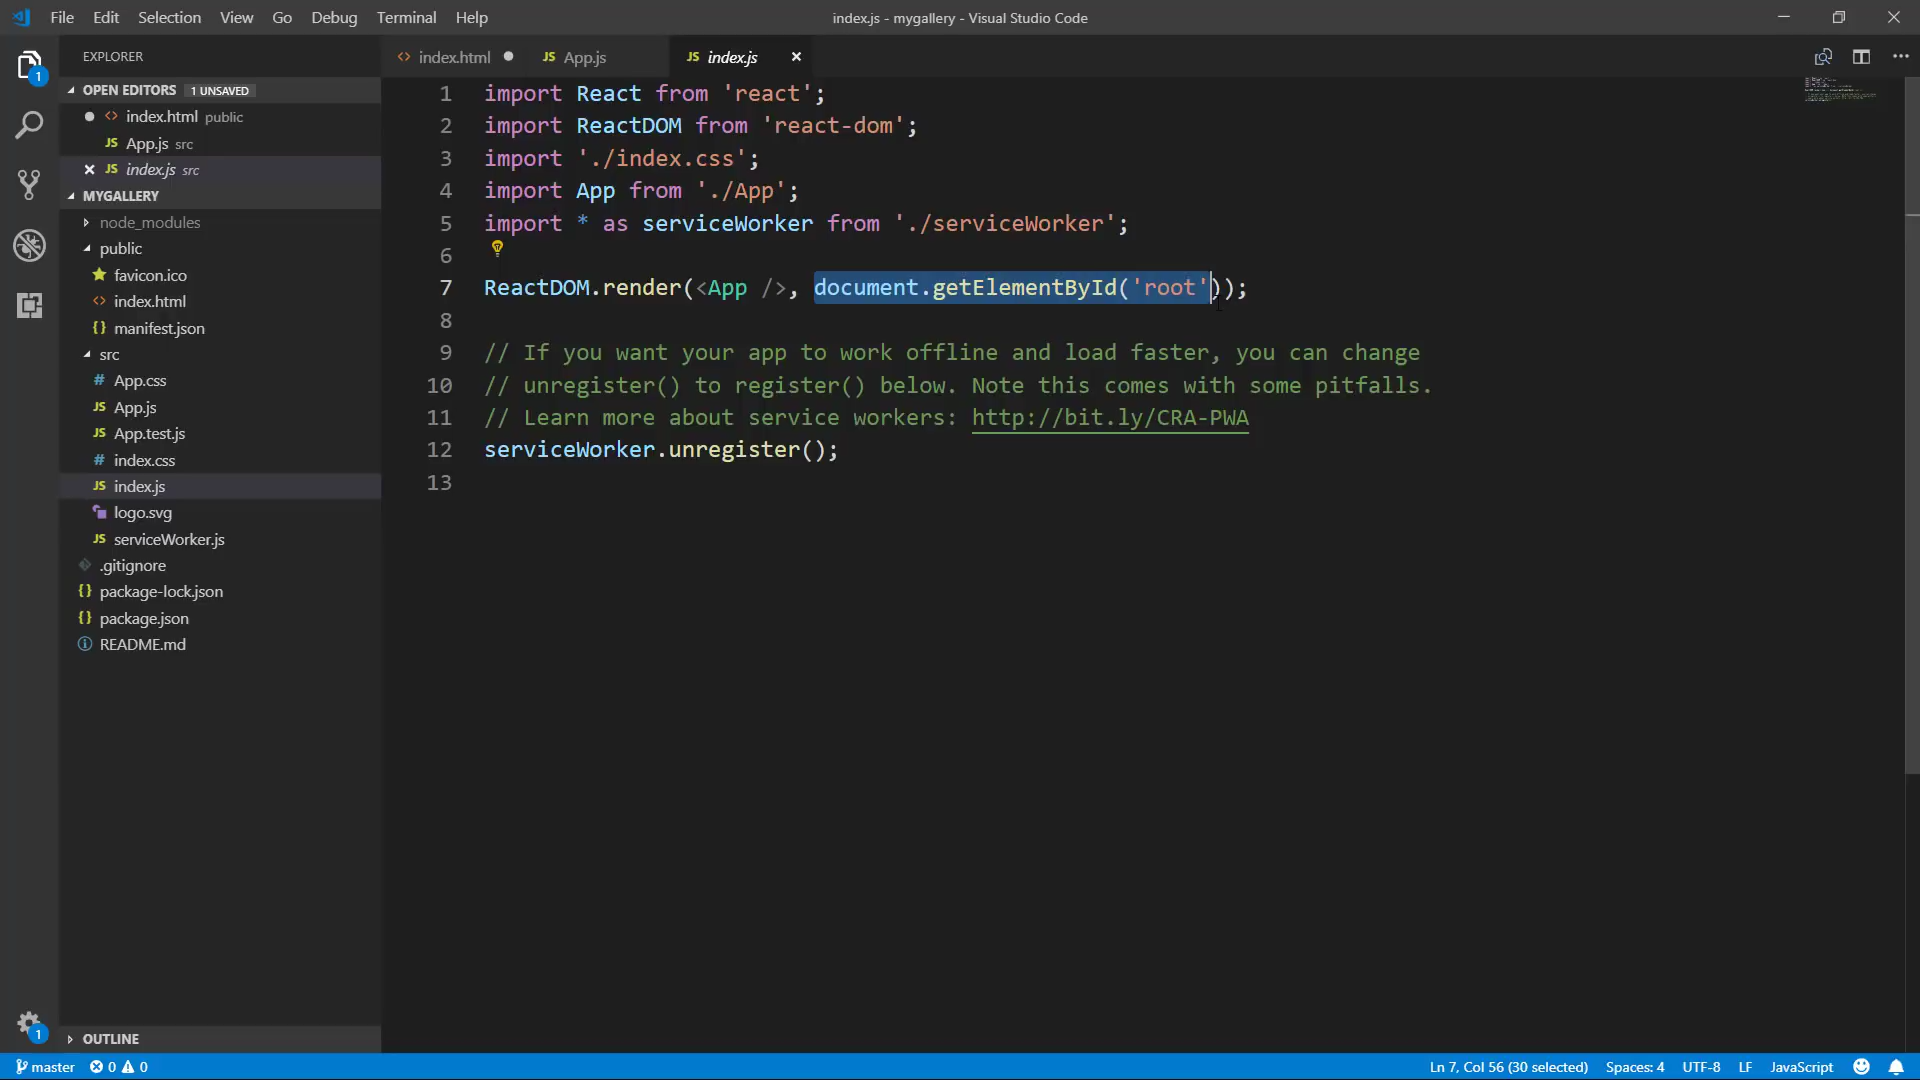 File Edit Selection View Go Debug Terminal Help
index.js - mygallery - Visual Studio Code
EXPLORER
OPEN EDITORS 1 UNSAVED
index.html public
App.js src
index.js src
MYGALLERY
node_modules
public
favicon.ico
index.html
manifest.json
src
App.css
App.js
App.test.js
index.css
index.js
logo.svg
serviceWorker.js
.gitignore
package-lock.json
package.json
README.md
OUTLINE
1
1
index.html
App.js
index.js
1 import React from 'react';
2 import ReactDOM from 'react-dom';
3 import './index.css';
4 import App from './App';
5 import * as serviceWorker from './serviceWorker';
6
7 ReactDOM.render(<App />, document.getElementById('root'));
8
9 // If you want your app to work offline and load faster, you can change
10 // unregister() to register() below. Note this comes with some pitfalls.
11 // Learn more about service workers: http://bit.ly/CRA-PWA
12 serviceWorker.unregister();
13
master 0 0
Ln 7, Col 56 (30 selected) Spaces: 4 UTF-8 LF JavaScript